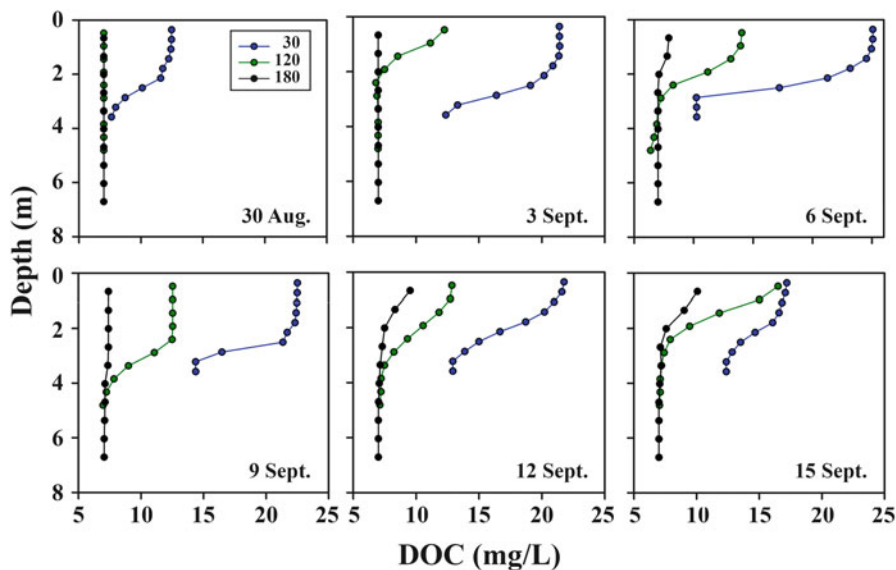 0
2
4
6
8
30
120
180
30 Aug.
3 Sept.
6 Sept.
Depth (m)
0
2
4
6
8
9 Sept.
12 Sept.
15 Sept.
5 10 15 20 25 5 10 15 20 25 5 10 15 20 25
DOC (mg/L)